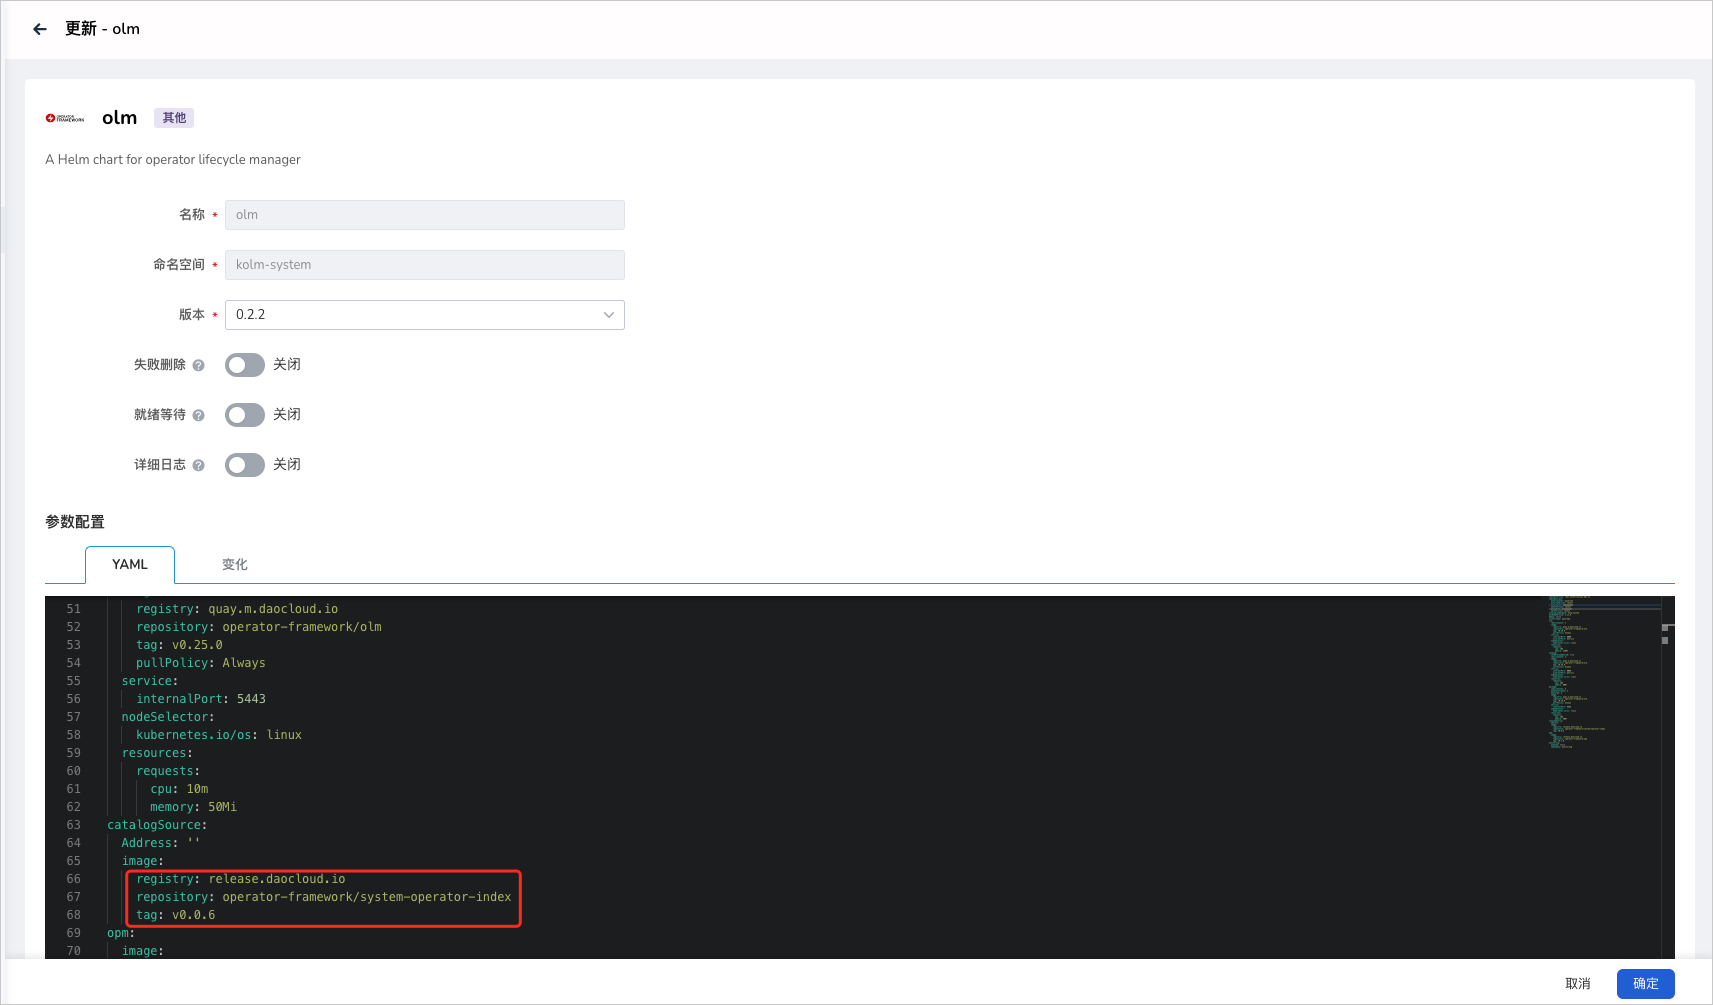 更新 - olm
OPERATOR
FRAMEWORK
olm 其他
A Helm chart for operator lifecycle manager
名称 * olm
命名空间 * kolm-system
版本 * 0.2.2
失败删除 ? 关闭
就绪等待 ? 关闭
详细日志 ? 关闭
参数配置
YAML 变化
51 registry: quay.m.daocloud.io
52 repository: operator-framework/olm
53 tag: v0.25.0
54 pullPolicy: Always
55 service:
56 internalPort: 5443
57 nodeSelector:
58 kubernetes.io/os: linux
59 resources:
60 requests:
61 cpu: 10m
62 memory: 50Mi
63 catalogSource:
64 Address: ''
65 image:
66 registry: release.daocloud.io
67 repository: operator-framework/system-operator-index
68 tag: v0.0.6
69 opm:
70 image:
取消 确定